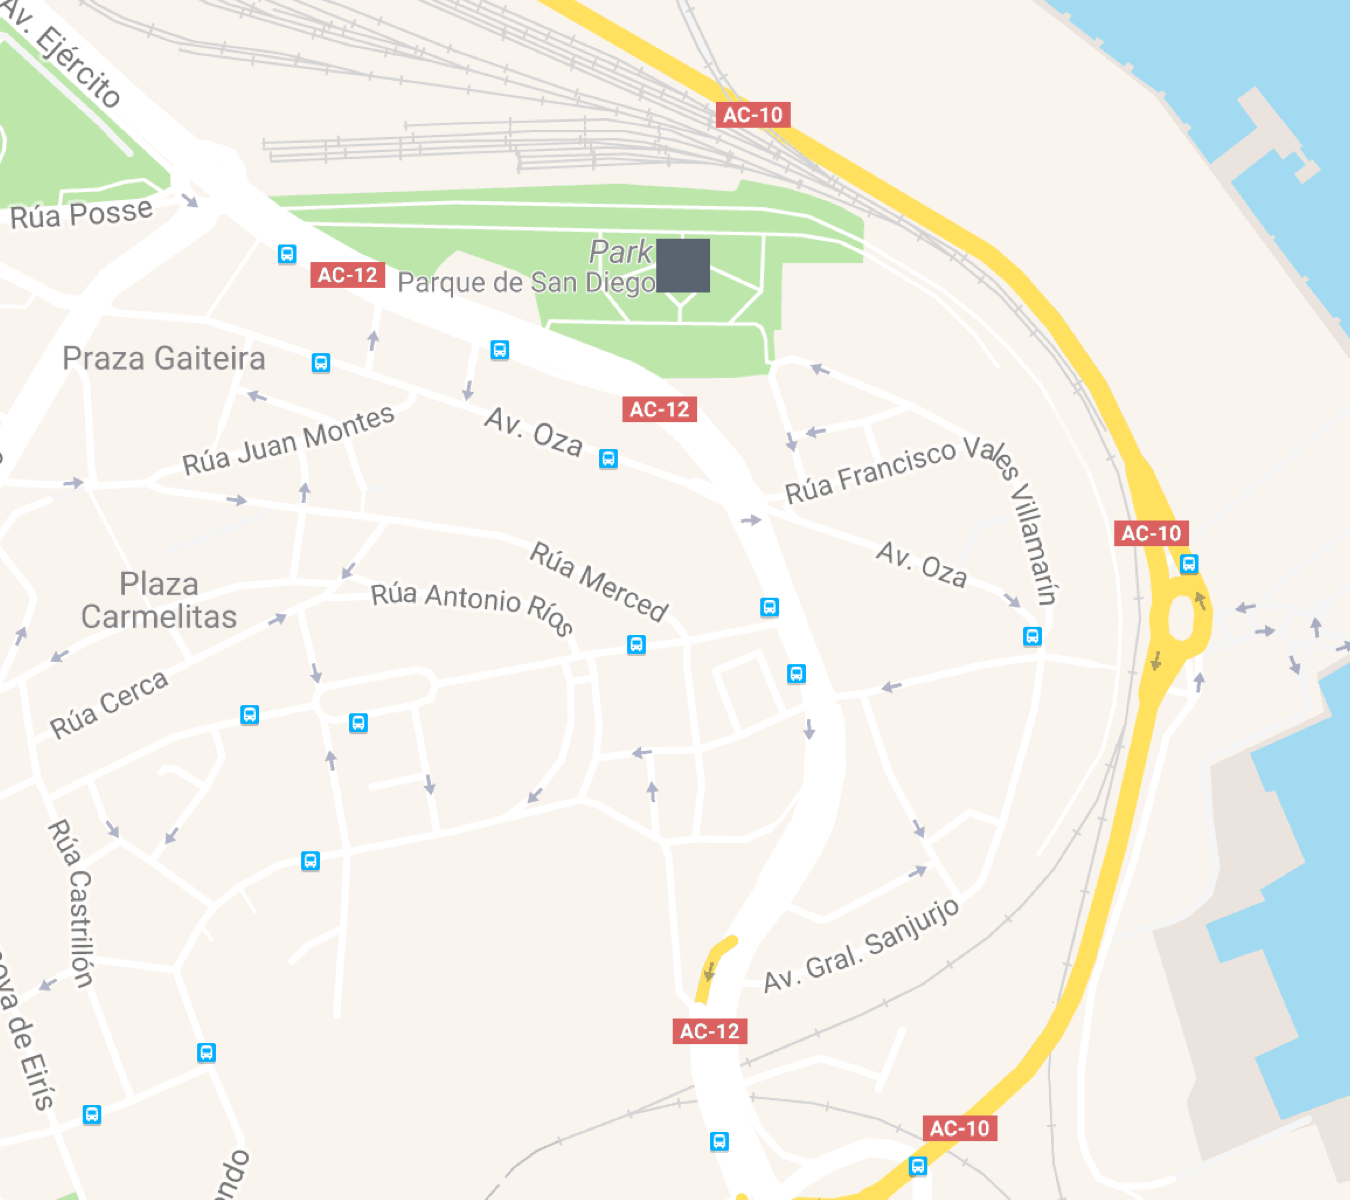 Av. Ejército
AC-10
Rúa Posse
Park
AC-12
Parque de San Diego
Praza Gaiteira
AC-12
Av. Oza
Rúa Juan Montes
Rúa Francisco Vales Villamarín
AC-10
Av. Oza
Rúa Merced
Plaza
Carmelitas
Rúa Antonio Ríos
Rúa Cerca
Rúa Castrillón
Av. Gral. Sanjurjo
de Eirís
AC-12
AC-10